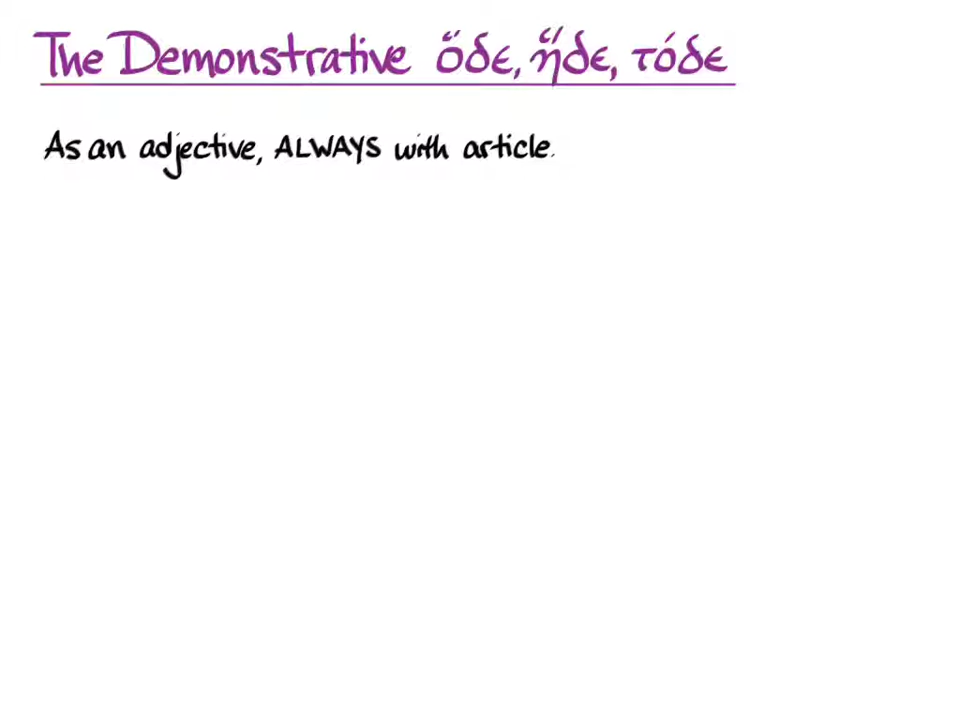 The Demonstrative ὅδε, ἥδε, τόδε
As an adjective, ALWAYS with article.